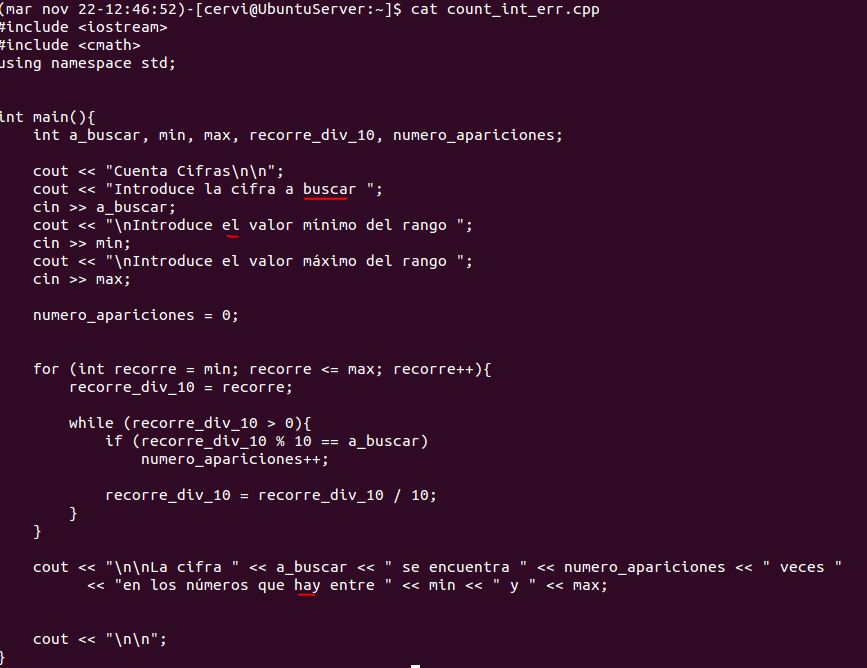 (mar nov 22-12:46:52)-[cervi@UbuntuServer:~]$ cat count_int_err.cpp
#include <iostream>
#include <cmath>
using namespace std;
int main(){
int a_buscar, min, max, recorre_div_10, numero_apariciones;
cout << "Cuenta Cifras\n\n";
cout << "Introduce la cifra a buscar ";
cin >> a_buscar;
cout << "\nIntroduce el valor mínimo del rango ";
cin >> min;
cout << "\nIntroduce el valor máximo del rango ";
cin >> max;
numero_apariciones = 0;
for (int recorre = min; recorre <= max; recorre++){
recorre_div_10 = recorre;
while (recorre_div_10 > 0){
if (recorre_div_10 % 10 == a_buscar)
numero_apariciones++;
recorre_div_10 = recorre_div_10 / 10;
}
}
cout << "\n\nLa cifra " << a_buscar << " se encuentra " << numero_apariciones << " veces "
<< "en los números que hay entre " << min << " y " << max;
cout << "\n\n";
}